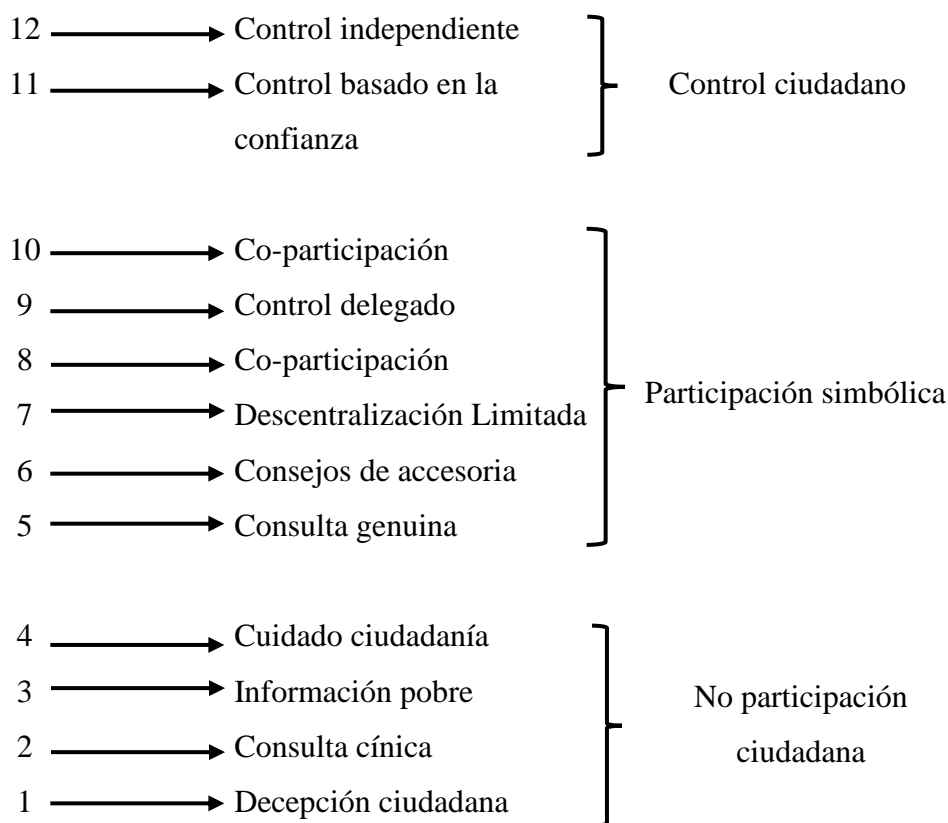 12 Control independiente
11 Control basado en la
confianza
Control ciudadano
10 Co-participación
9 Control delegado
8 Co-participación
7 Descentralización Limitada
6 Consejos de accesoria
5 Consulta genuina
Participación simbólica
4 Cuidado ciudadanía
3 Información pobre
2 Consulta cínica
1 Decepción ciudadana
No participación
ciudadana